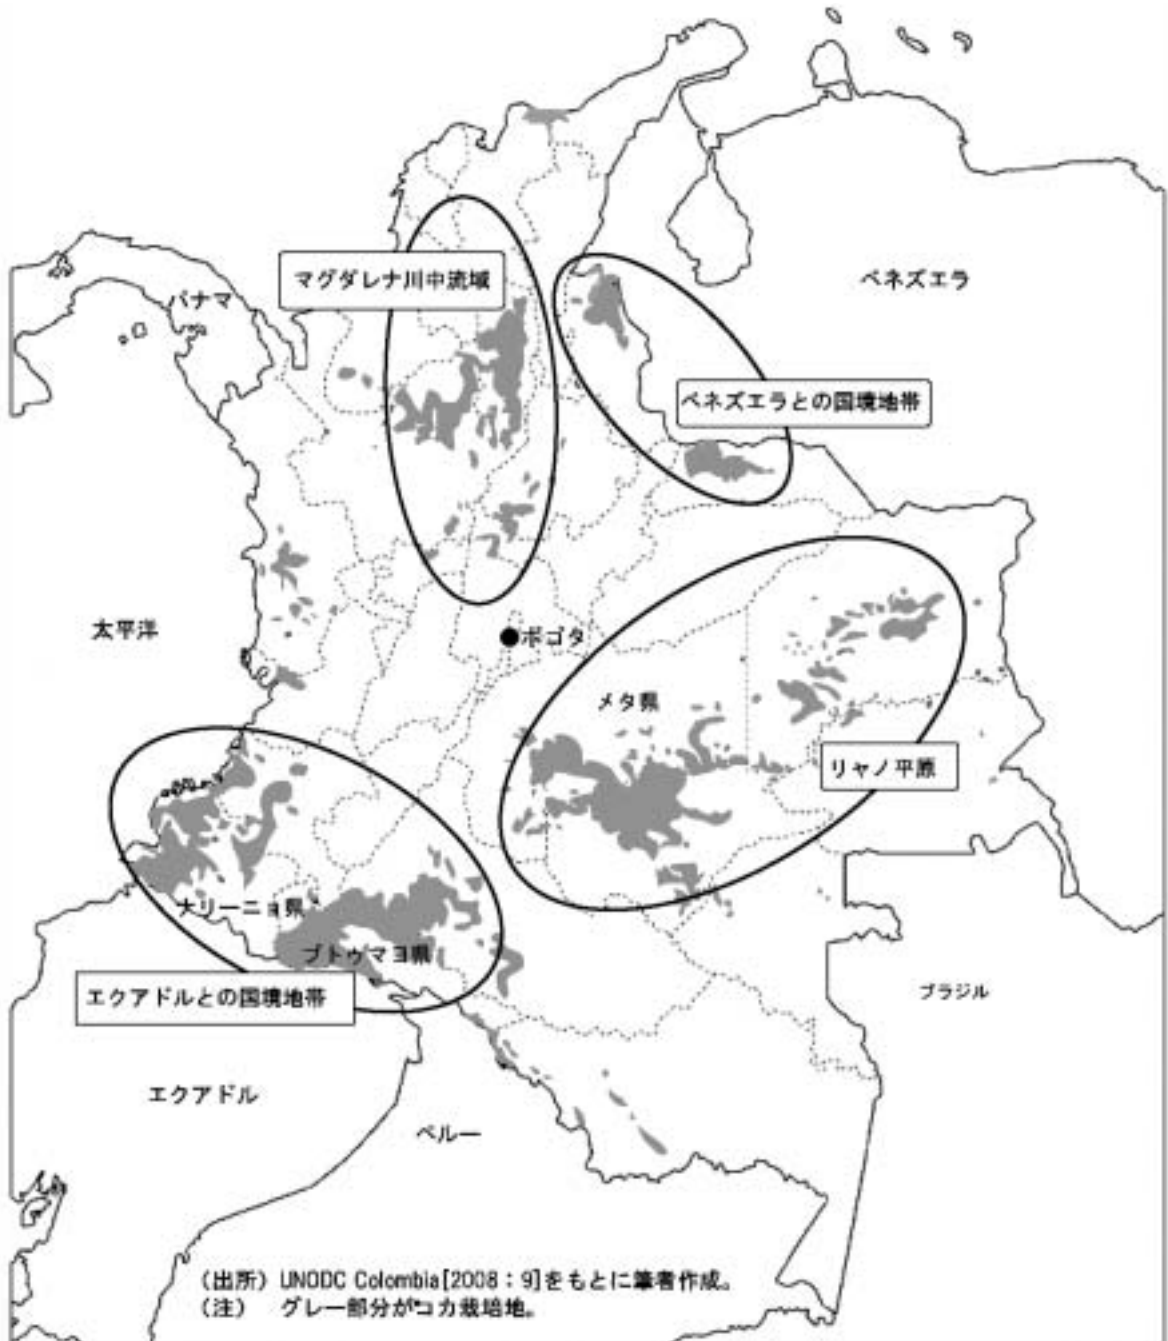 マグダレナ川中流域
パナマ
ベネズエラ
ベネズエラとの国境地帯
太平洋
ボゴタ
メタ県
リャノ平原
ナリーニョ県
プトゥマヨ県
エクアドルとの国境地帯
ブラジル
エクアドル
ペルー
（出所）UNODC Colombia[2008：9]をもとに筆者作成。
（注）　グレー部分がコカ栽培地。